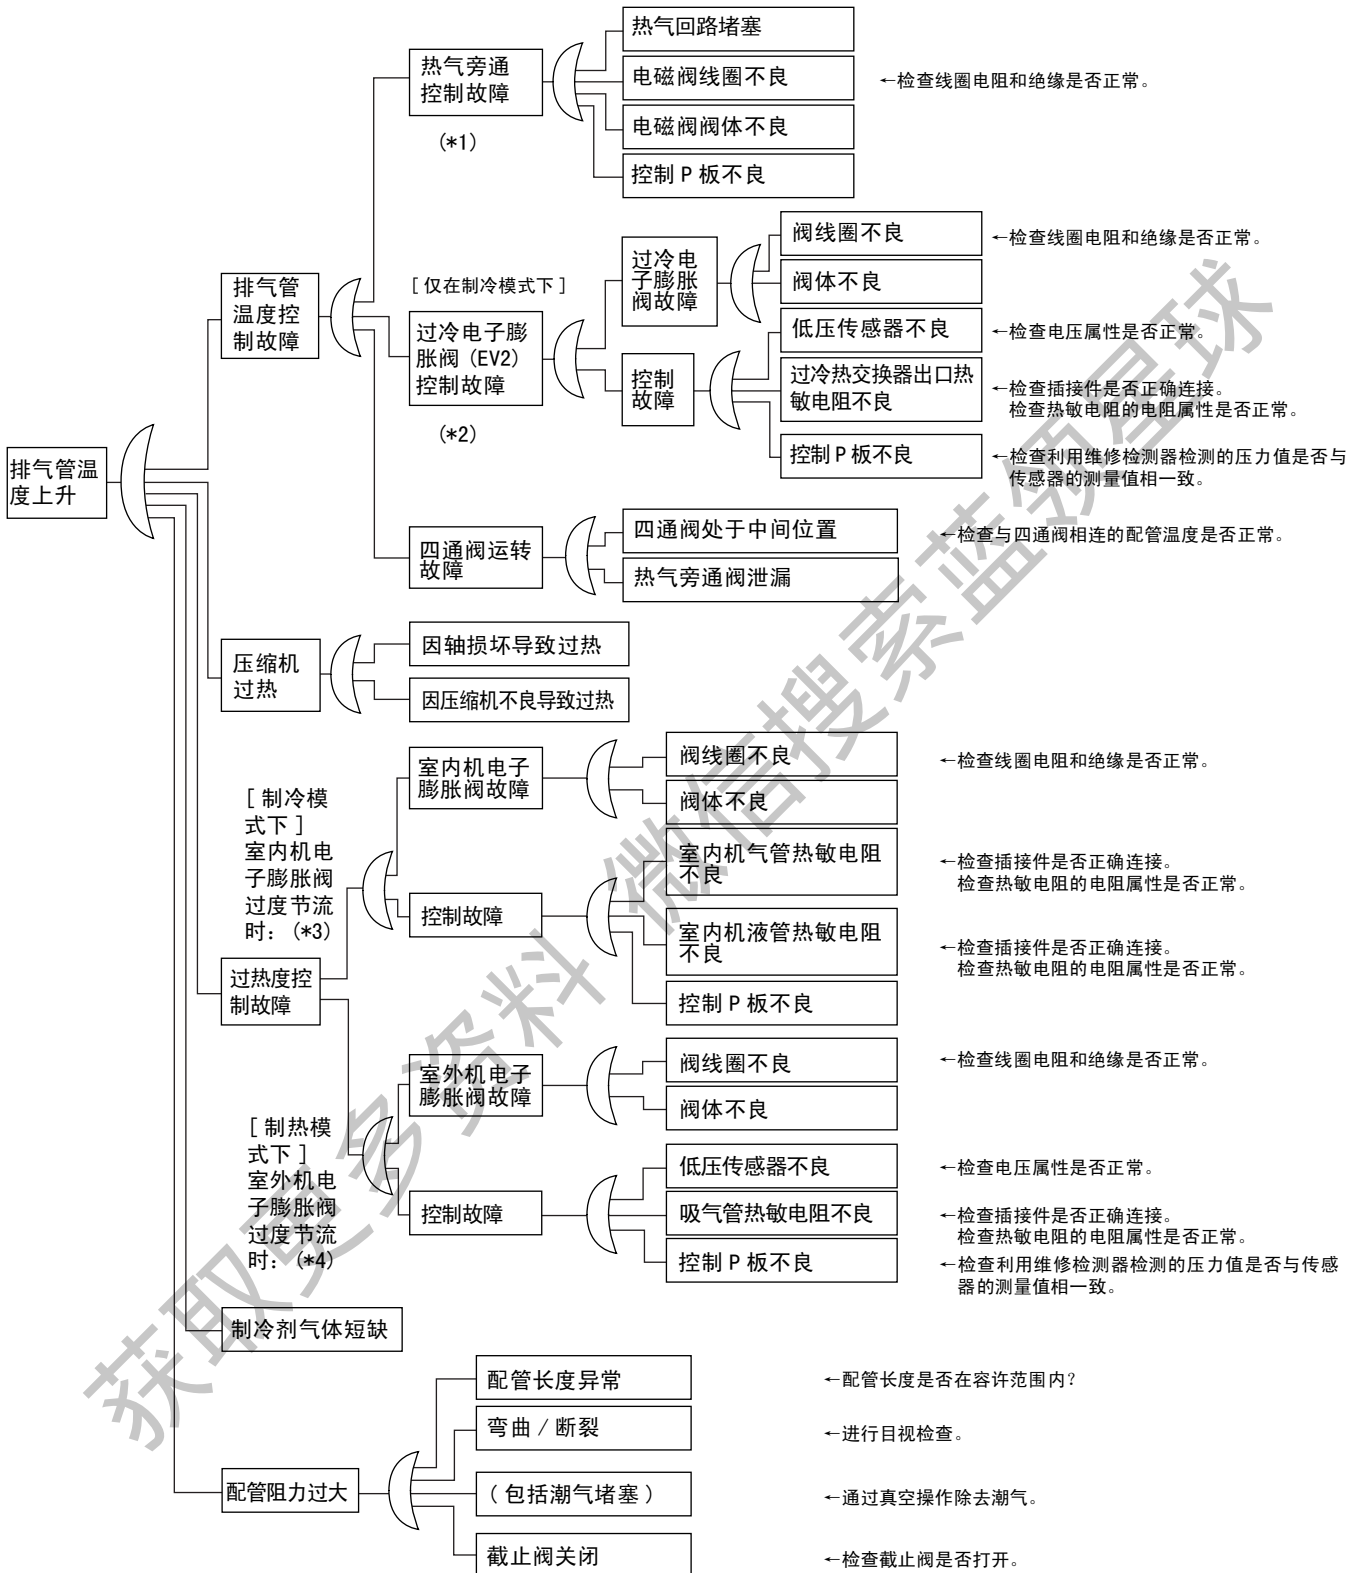 排气管温
度上升
排气管
温度控
制故障
热气旁通
控制故障
(*1)
热气回路堵塞
电磁阀线圈不良
←检查线圈电阻和绝缘是否正常。
电磁阀阀体不良
控制 P 板不良
[ 仅在制冷模式下 ]
过冷电子膨
胀阀 (EV2)
控制故障
(*2)
过冷电
子膨胀
阀故障
阀线圈不良
←检查线圈电阻和绝缘是否正常。
阀体不良
控制
故障
低压传感器不良
←检查电压属性是否正常。
过冷热交换器出口热
敏电阻不良
←检查插接件是否正确连接。
检查热敏电阻的电阻属性是否正常。
控制 P 板不良
←检查利用维修检测器检测的压力值是否与
传感器的测量值相一致。
四通阀运转
故障
四通阀处于中间位置
←检查与四通阀相连的配管温度是否正常。
热气旁通阀泄漏
压缩机
过热
因轴损坏导致过热
因压缩机不良导致过热
过热度控
制故障
[ 制冷模
式下 ]
室内机电
子膨胀阀
过度节流
时： (*3)
室内机电子
膨胀阀故障
阀线圈不良
←检查线圈电阻和绝缘是否正常。
阀体不良
控制故障
室内机气管热敏电阻
不良
←检查插接件是否正确连接。
检查热敏电阻的电阻属性是否正常。
室内机液管热敏电阻
不良
←检查插接件是否正确连接。
检查热敏电阻的电阻属性是否正常。
控制 P 板不良
[ 制热模
式下 ]
室外机电
子膨胀阀
过度节流
时： (*4)
室外机电子
膨胀阀故障
阀线圈不良
←检查线圈电阻和绝缘是否正常。
阀体不良
控制故障
低压传感器不良
←检查电压属性是否正常。
吸气管热敏电阻不良
←检查插接件是否正确连接。
检查热敏电阻的电阻属性是否正常。
控制 P 板不良
←检查利用维修检测器检测的压力值是否与传感
器的测量值相一致。
制冷剂气体短缺
配管阻力过大
配管长度异常
←配管长度是否在容许范围内？
弯曲 / 断裂
←进行目视检查。
( 包括潮气堵塞 )
←通过真空操作除去潮气。
截止阀关闭
←检查截止阀是否打开。
获取更多资料 微信搜索蓝领星球